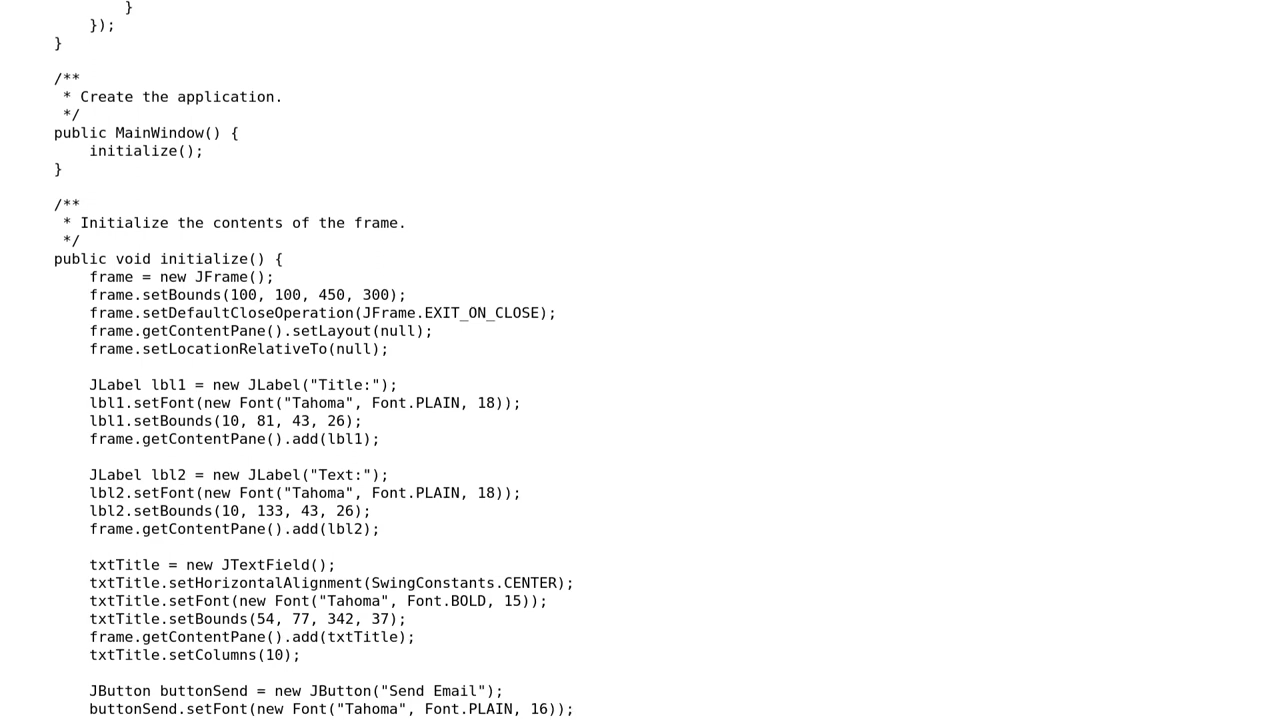 }
});
}
/**
* Create the application.
*/
public MainWindow() {
initialize();
}
/**
* Initialize the contents of the frame.
*/
public void initialize() {
frame = new JFrame();
frame.setBounds(100, 100, 450, 300);
frame.setDefaultCloseOperation(JFrame.EXIT_ON_CLOSE);
frame.getContentPane().setLayout(null);
frame.setLocationRelativeTo(null);
JLabel lbl1 = new JLabel("Title:");
lbl1.setFont(new Font("Tahoma", Font.PLAIN, 18));
lbl1.setBounds(10, 81, 43, 26);
frame.getContentPane().add(lbl1);
JLabel lbl2 = new JLabel("Text:");
lbl2.setFont(new Font("Tahoma", Font.PLAIN, 18));
lbl2.setBounds(10, 133, 43, 26);
frame.getContentPane().add(lbl2);
txtTitle = new JTextField();
txtTitle.setHorizontalAlignment(SwingConstants.CENTER);
txtTitle.setFont(new Font("Tahoma", Font.BOLD, 15));
txtTitle.setBounds(54, 77, 342, 37);
frame.getContentPane().add(txtTitle);
txtTitle.setColumns(10);
JButton buttonSend = new JButton("Send Email");
buttonSend.setFont(new Font("Tahoma", Font.PLAIN, 16));